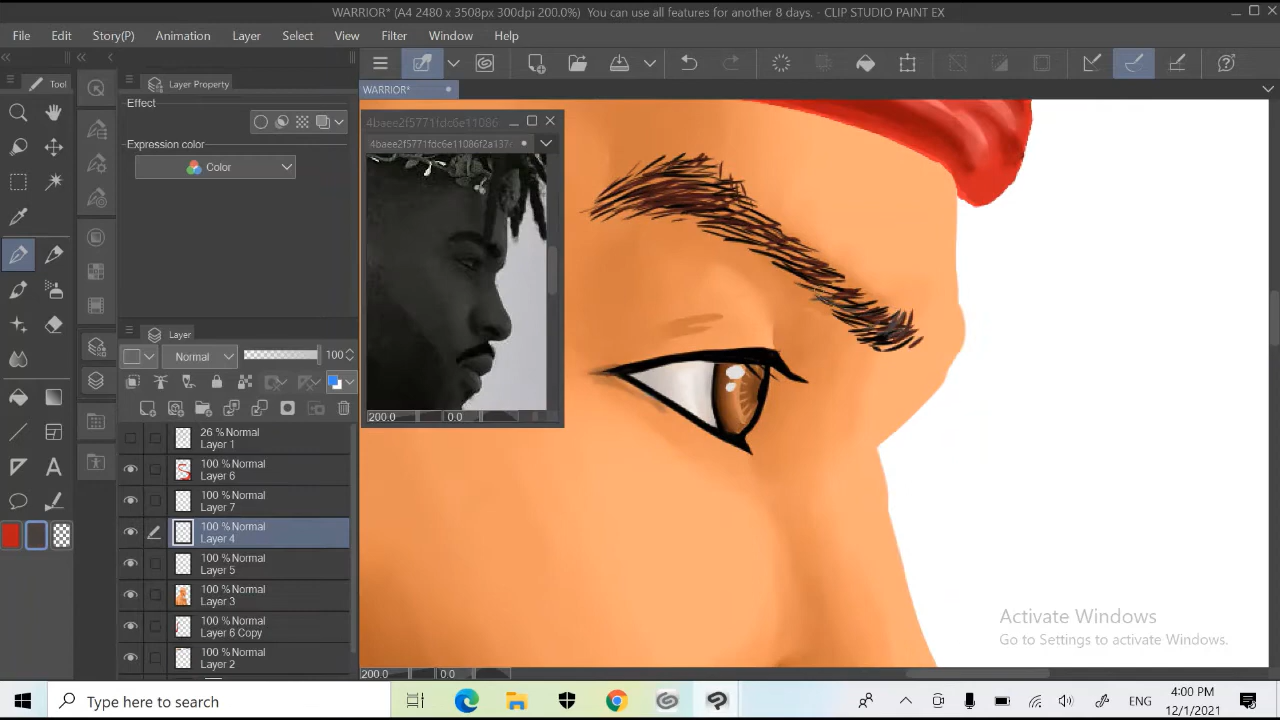 WARRIOR* (A4 2480 x 3508px 300dpi 200.0%)  You can use all features for another 8 days. - CLIP STUDIO PAINT EX
File Edit Story(P) Animation Layer Select View Filter Window Help
Tool
Layer Property
WARRIOR*
Effect
Expression color
Color
4baee2f5771fdc6e11086
4baee2f5771fdc6e11086f2a137
200.0 0.0
Layer
Normal 100
26 %Normal
Layer 1
100 %Normal
Layer 6
100 %Normal
Layer 7
100 %Normal
Layer 4
100 %Normal
Layer 5
100 %Normal
Layer 3
100 %Normal
Layer 6 Copy
100 %Normal
Layer 2
200.0 0.0
Activate Windows
Go to Settings to activate Windows.
Type here to search
ENG
4:00 PM
12/1/2021